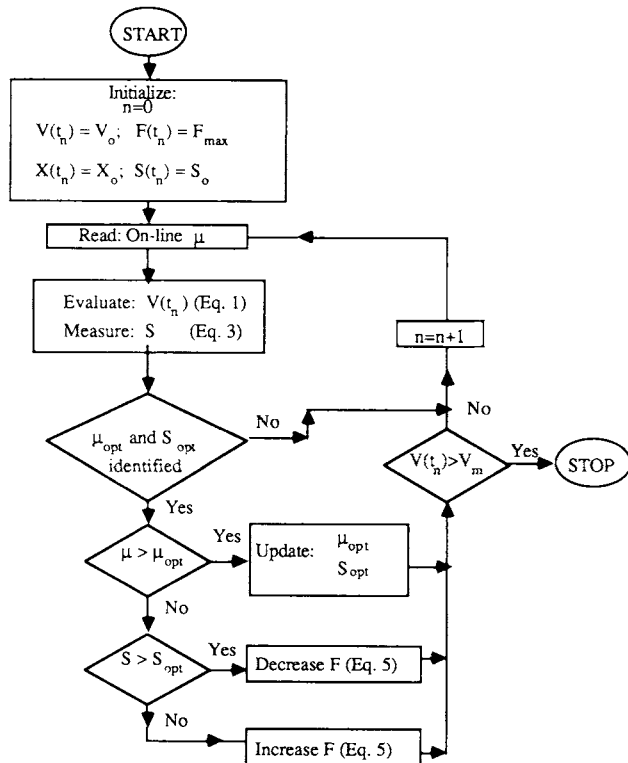 START
Initialize:
n=0
V(tₙ) = Vₒ; F(tₙ) = Fₘₐₓ
X(tₙ) = Xₒ; S(tₙ) = Sₒ
Read: On-line μ
Evaluate: V(tₙ) (Eq. 1)
Measure: S (Eq. 3)
n=n+1
No
No
μopt and Sopt
identified
V(tₙ)>Vₘ
Yes
STOP
Yes
μ > μopt
Yes
Update: μopt
Sopt
No
S > Sopt
Yes
Decrease F (Eq. 5)
No
Increase F (Eq. 5)